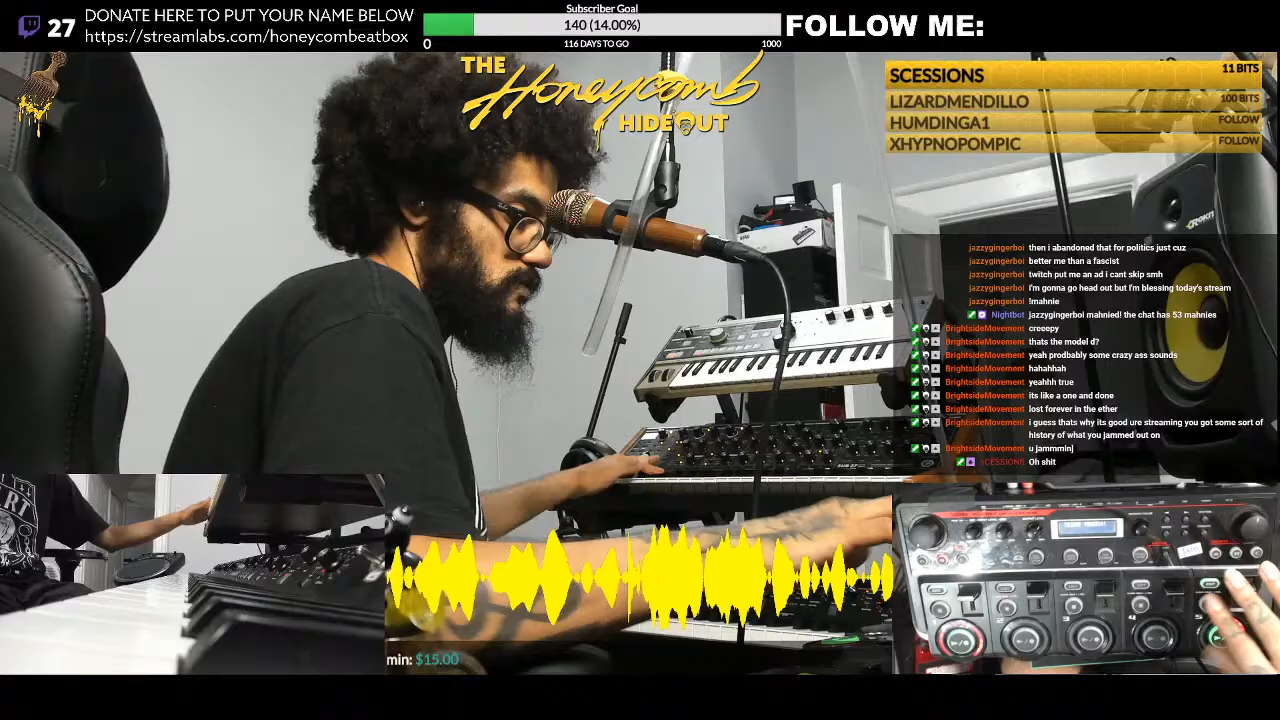 27
DONATE HERE TO PUT YOUR NAME BELOW
https://streamlabs.com/honeycombeatbox
Subscriber Goal
140 (14.00%)
0
116 DAYS TO GO
1000
FOLLOW ME:
THE
Honeycomb
HIDEOUT
SCESSIONS 11 BITS
LIZARDMENDILLO 100 BITS
HUMDINGA1 FOLLOW
XHYPNOPOMPIC FOLLOW
KROKIT
jazzygingerboi then i abandoned that for politics just cuz
jazzygingerboi better me than a fascist
jazzygingerboi twitch put me an ad i cant skip smh
jazzygingerboi i'm gonna go head out but i'm blessing today's stream
jazzygingerboi !mahnie
Nightbot jazzygingerboi mahnied! the chat has 53 mahnies
BrightsideMovement creeepy
BrightsideMovement thats the model d?
BrightsideMovement yeah prodbably some crazy ass sounds
BrightsideMovement hahahhah
BrightsideMovement yeahhh true
BrightsideMovement its like a one and done
BrightsideMovement lost forever in the ether
BrightsideMovement i guess thats why its good ure streaming you got some sort of
history of what you jammed out on
BrightsideMovement u jammminj
sCESSIONS Oh shit
SUB 37
min: $15.00